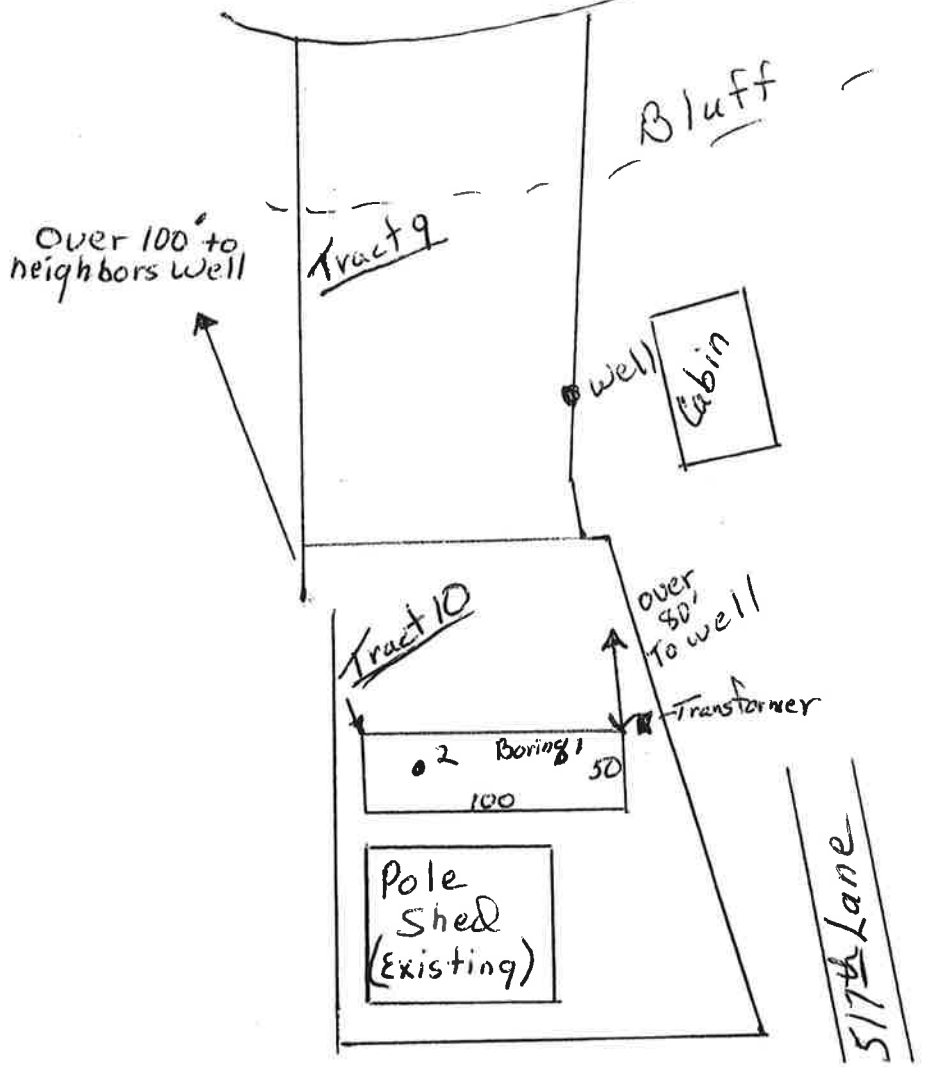 Bluff
Over 100' to
neighbors well
Tract 9
well
Cabin
Tract 10
over
80'
To well
Transformer
2 Boring 1
50
100
Pole
Shed
(Existing)
517th Lane